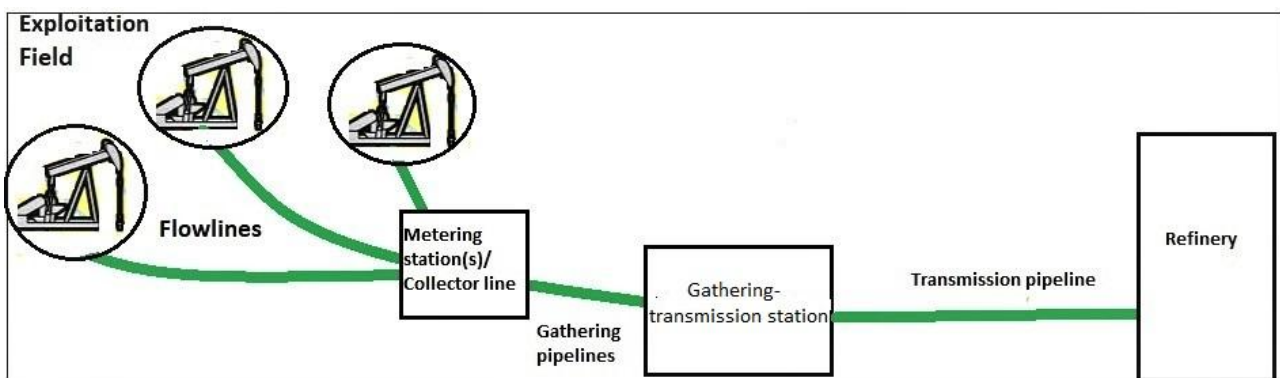 Exploitation
Field
Flowlines
Metering
station(s)/
Collector line
Gathering
pipelines
Gathering-
transmission station
Transmission pipeline
Refinery